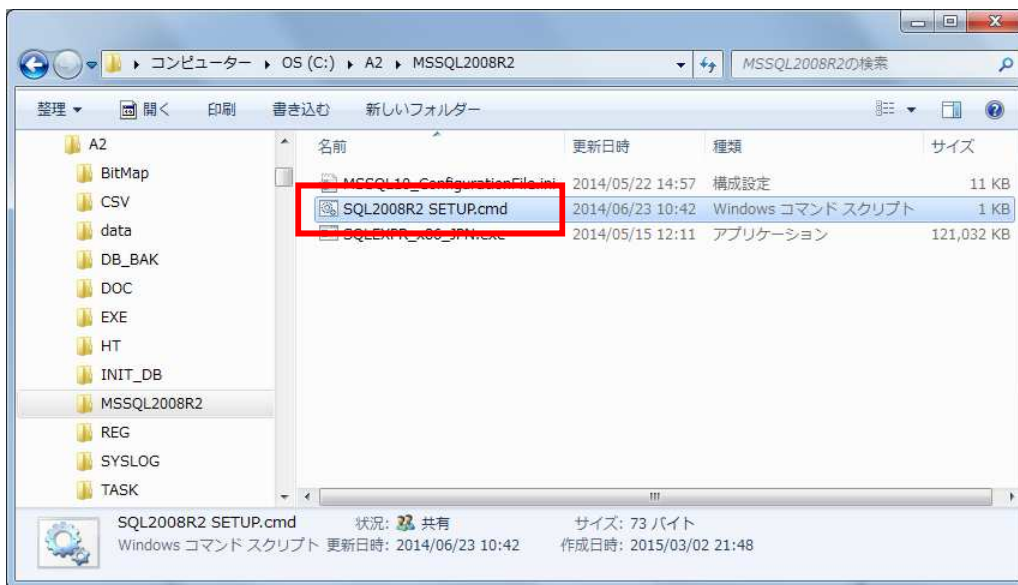 コンピューター OS (C:) A2 MSSQL2008R2 MSSQL2008R2の検索
整理 開く 印刷 書き込む 新しいフォルダー
A2
BitMap
CSV
data
DB_BAK
DOC
EXE
HT
INIT_DB
MSSQL2008R2
REG
SYSLOG
TASK
名前 更新日時 種類 サイズ
MSSQL10_ConfigurationFile.ini 2014/05/22 14:57 構成設定 11 KB
SQL2008R2 SETUP.cmd 2014/06/23 10:42 Windows コマンド スクリプト 1 KB
SQLEXPR_x86_JPN.exe 2014/05/15 12:11 アプリケーション 121,032 KB
SQL2008R2 SETUP.cmd 状況: 共有 サイズ: 73 バイト
Windows コマンド スクリプト 更新日時: 2014/06/23 10:42 作成日時: 2015/03/02 21:48